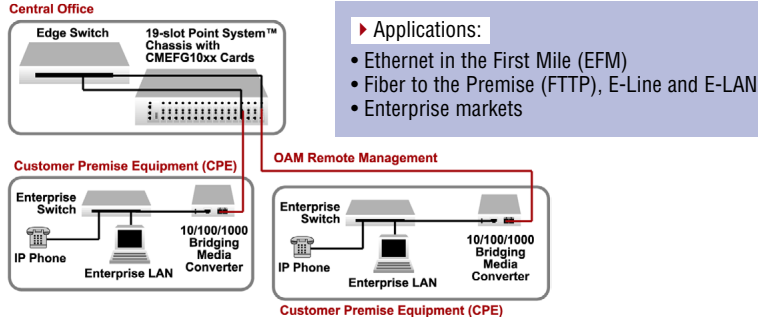 Central Office
Edge Switch
19-slot Point System™
Chassis with
CMEFG10xx Cards
Applications:
• Ethernet in the First Mile (EFM)
• Fiber to the Premise (FTTP), E-Line and E-LAN
• Enterprise markets
Customer Premise Equipment (CPE)
OAM Remote Management
Enterprise
Switch
IP Phone
Enterprise LAN
10/100/1000
Bridging
Media
Converter
Enterprise
Switch
IP Phone
Enterprise LAN
10/100/1000
Bridging
Media
Converter
Customer Premise Equipment (CPE)